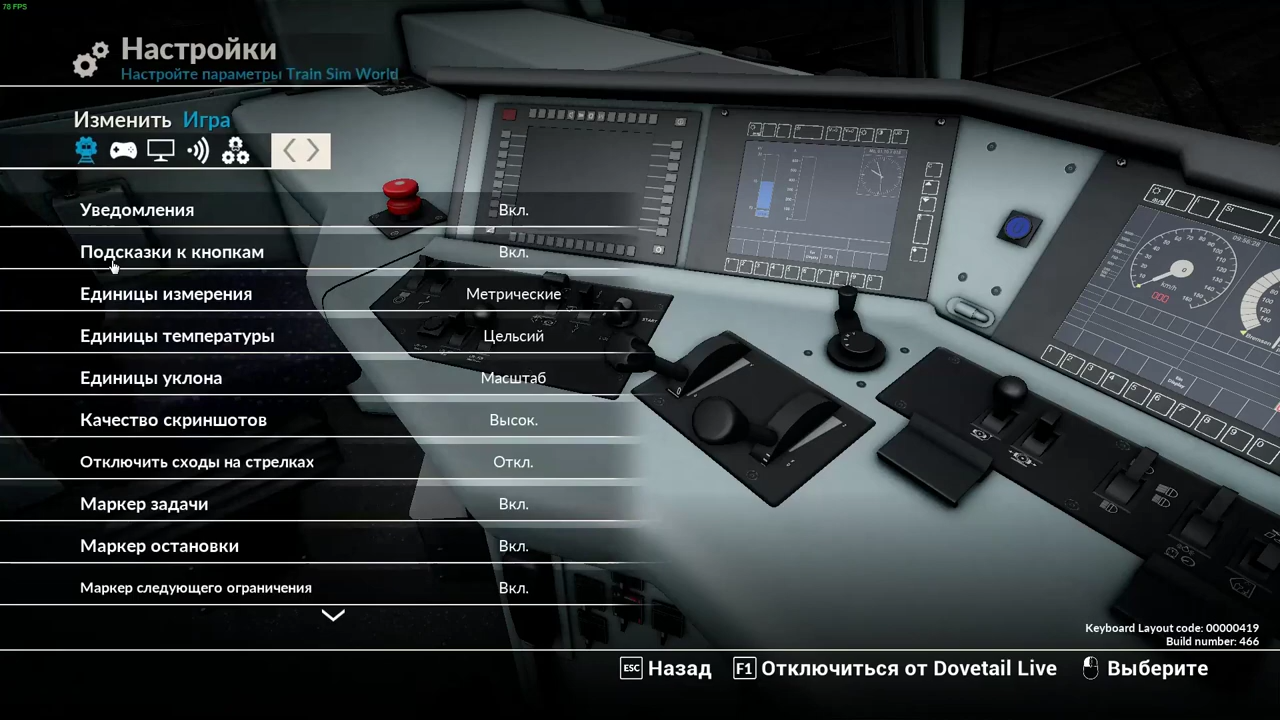 78 FPS
Настройки
Настройте параметры Train Sim World
Изменить Игра
Уведомления Вкл.
Подсказки к кнопкам Вкл.
Единицы измерения Метрические
Единицы температуры Цельсий
Единицы уклона Масштаб
Качество скриншотов Высок.
Отключить сходы на стрелках Откл.
Маркер задачи Вкл.
Маркер остановки Вкл.
Маркер следующего ограничения Вкл.
Keyboard Layout code: 00000419
Build number: 466
ESC Назад F1 Отключиться от Dovetail Live Выберите